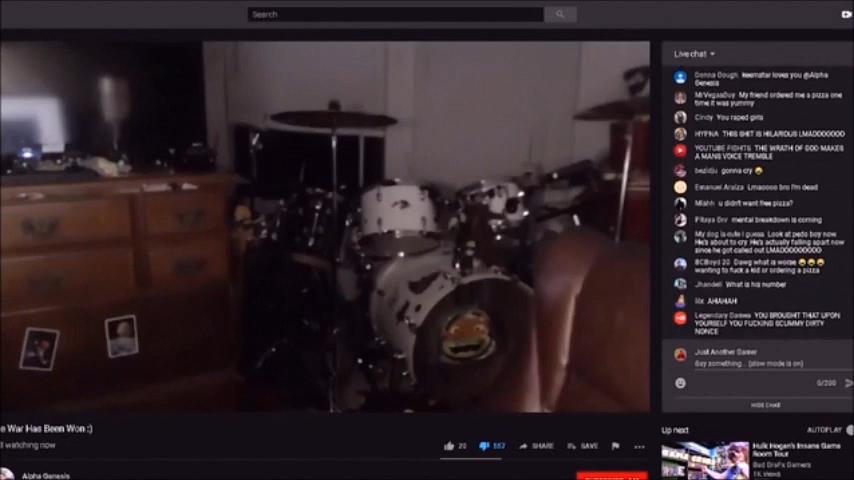 Search
Live chat
Donna Gough keemstar loves you @Alpha
Genesis
MrVegasGuy My friend ordered me a pizza one
time it was yummy
Cindy You raped girls
HYFNA THIS SHIT IS HILARIOUS LMAOOOOOOO
YOUTUBE FIGHTS THE WRATH OF GOD MAKES
A MANS VOICE TREMBLE
gonna cry
Emanuel Araiza Lmaoooo bro I'm dead
Miahh u didn't want free pizza?
mental breakdown is coming
My dog is cute I guess Look at pedo boy now
He's about to cry He's actually falling apart now
since he got called out LMAOOOOOOO
BCBoyd 20 Dawg what is worse
wanting to fuck a kid or ordering a pizza
Jhandell What is his number
lilx AHAHAH
Legendary Games YOU BROUGHT THAT UPON
YOURSELF YOU FUCKING SCUMMY DIRTY
NONCE
Just Another Gamer
Say something... (slow mode is on)
0/200
HIDE CHAT
e War Has Been Won :)
watching now
20
557
SHARE
SAVE
Alpha Genesis
Up next
AUTOPLAY
Hulk Hogan's Insane Game
Room Tour
1K views